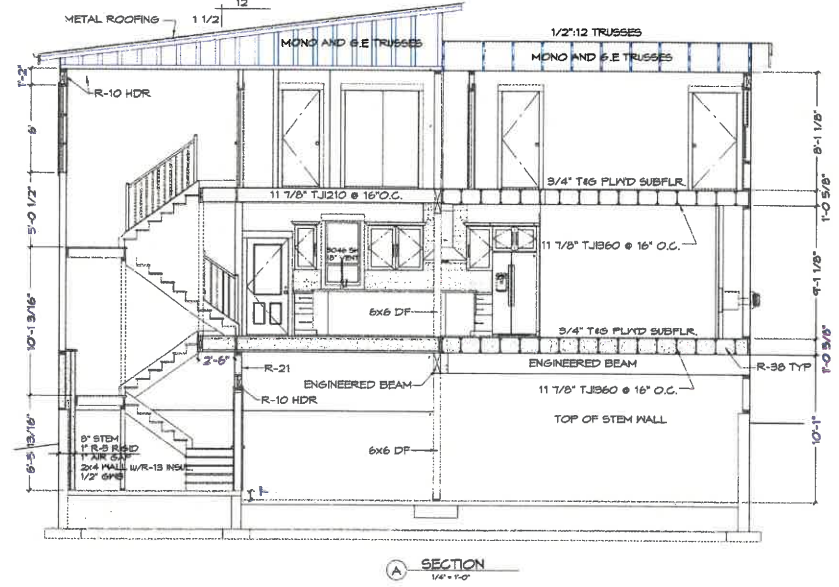 12
METAL ROOFING
1 1/2
1/2":12 TRUSSES
MONO AND G.E TRUSSES
MONO AND G.E TRUSSES
1'-2"
R-10 HDR
6'
8'-1 1/8"
3/4" T&G PLWD SUBFLR.
11 7/8" TJI210 @ 16"O.C.
1'-0 5/8"
5'-0 1/2"
11 7/8" TJI360 @ 16" O.C.
9'-1 1/8"
10'-1 3/16"
6x6 DF
3/4" T&G PLWD SUBFLR.
2'-6"
R-21
ENGINEERED BEAM
R-38 TYP
1'-0 5/8"
ENGINEERED BEAM
11 7/8" TJI360 @ 16" O.C.
R-10 HDR
TOP OF STEM WALL
10'-1"
6'-5 13/16"
8" STEM
1" R-5 RIGID
1" AIR GAP
2x4 WALL W/R-13 INSUL.
1/2" GWB
6x6 DF
A SECTION
1/4" = 1'-0"